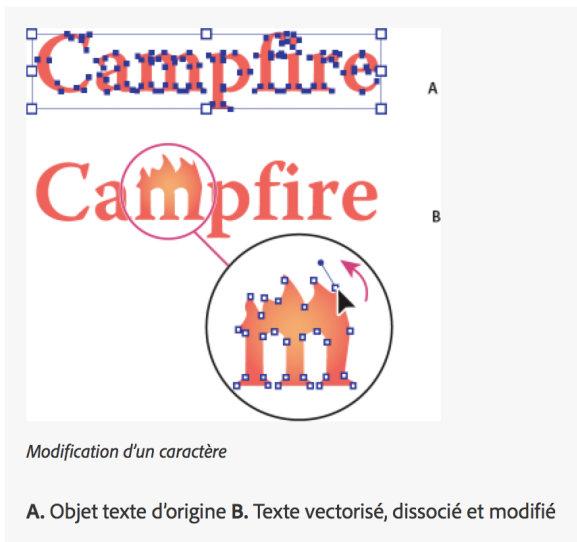 Campfire
A
Campfire
B
m
Modification d’un caractère
A. Objet texte d’origine B. Texte vectorisé, dissocié et modifié